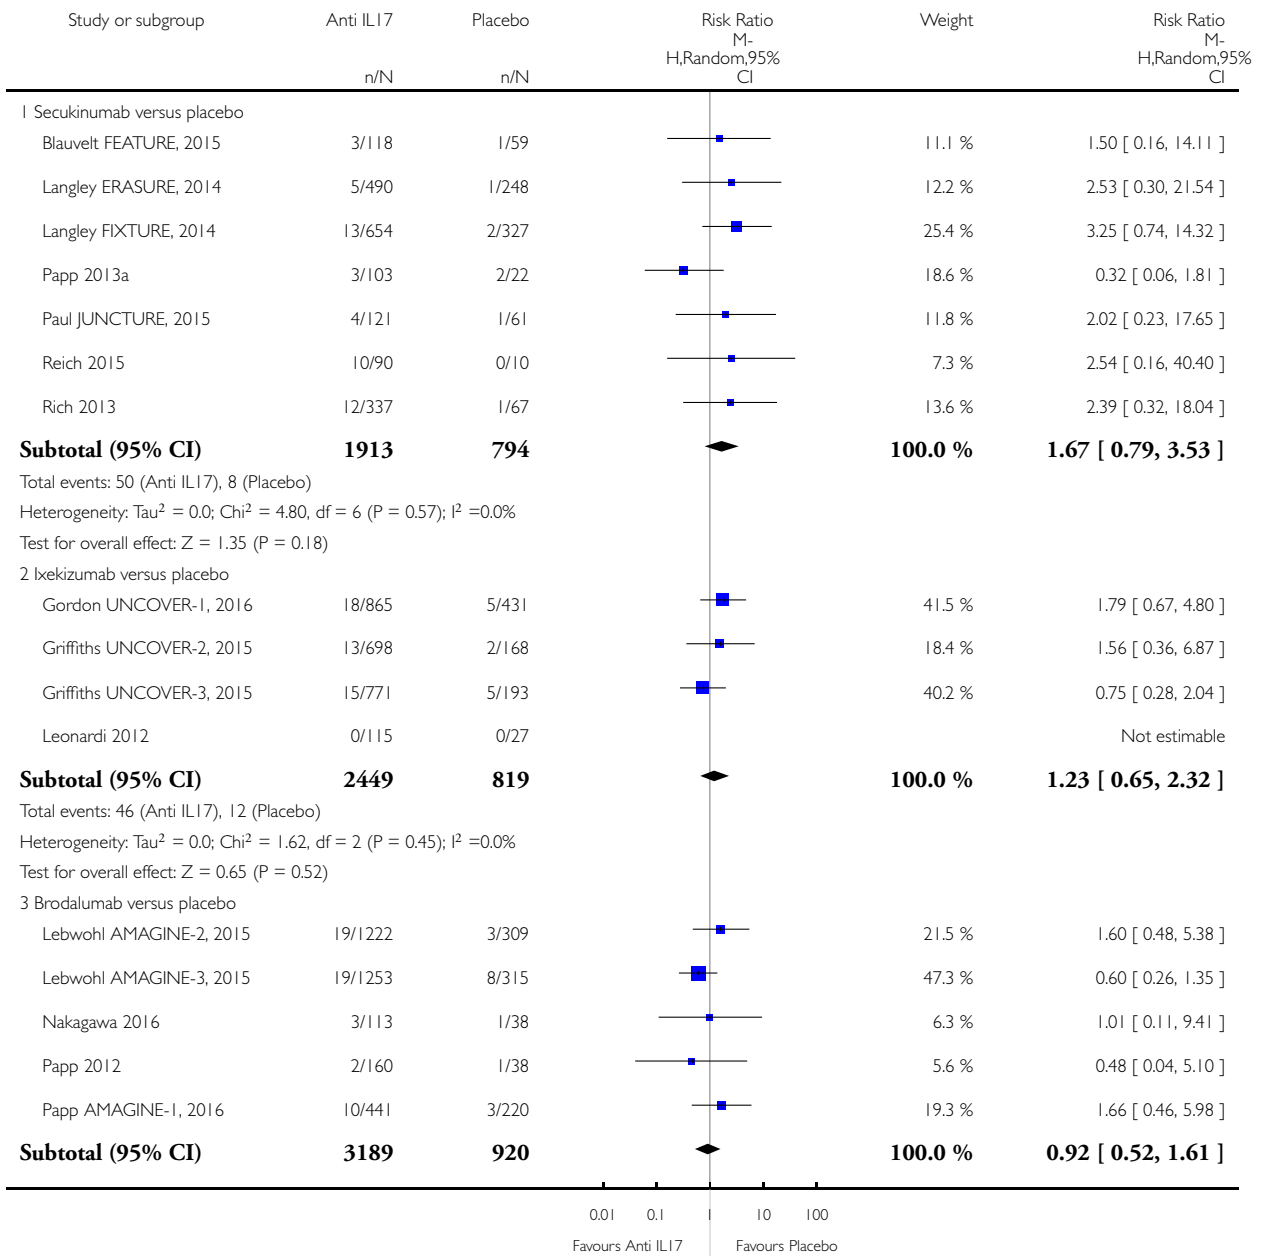 Study or subgroup Anti IL17 Placebo Risk Ratio Weight Risk Ratio
M- M-
H,Random,95% H,Random,95%
n/N n/N CI CI
1 Secukinumab versus placebo
Blauvelt FEATURE, 2015 3/118 1/59 11.1 % 1.50 [ 0.16, 14.11 ]
Langley ERASURE, 2014 5/490 1/248 12.2 % 2.53 [ 0.30, 21.54 ]
Langley FIXTURE, 2014 13/654 2/327 25.4 % 3.25 [ 0.74, 14.32 ]
Papp 2013a 3/103 2/22 18.6 % 0.32 [ 0.06, 1.81 ]
Paul JUNCTURE, 2015 4/121 1/61 11.8 % 2.02 [ 0.23, 17.65 ]
Reich 2015 10/90 0/10 7.3 % 2.54 [ 0.16, 40.40 ]
Rich 2013 12/337 1/67 13.6 % 2.39 [ 0.32, 18.04 ]
Subtotal (95% CI) 1913 794 100.0 % 1.67 [ 0.79, 3.53 ]
Total events: 50 (Anti IL17), 8 (Placebo)
Heterogeneity: Tau² = 0.0; Chi² = 4.80, df = 6 (P = 0.57); I² =0.0%
Test for overall effect: Z = 1.35 (P = 0.18)
2 Ixekizumab versus placebo
Gordon UNCOVER-1, 2016 18/865 5/431 41.5 % 1.79 [ 0.67, 4.80 ]
Griffiths UNCOVER-2, 2015 13/698 2/168 18.4 % 1.56 [ 0.36, 6.87 ]
Griffiths UNCOVER-3, 2015 15/771 5/193 40.2 % 0.75 [ 0.28, 2.04 ]
Leonardi 2012 0/115 0/27 Not estimable
Subtotal (95% CI) 2449 819 100.0 % 1.23 [ 0.65, 2.32 ]
Total events: 46 (Anti IL17), 12 (Placebo)
Heterogeneity: Tau² = 0.0; Chi² = 1.62, df = 2 (P = 0.45); I² =0.0%
Test for overall effect: Z = 0.65 (P = 0.52)
3 Brodalumab versus placebo
Lebwohl AMAGINE-2, 2015 19/1222 3/309 21.5 % 1.60 [ 0.48, 5.38 ]
Lebwohl AMAGINE-3, 2015 19/1253 8/315 47.3 % 0.60 [ 0.26, 1.35 ]
Nakagawa 2016 3/113 1/38 6.3 % 1.01 [ 0.11, 9.41 ]
Papp 2012 2/160 1/38 5.6 % 0.48 [ 0.04, 5.10 ]
Papp AMAGINE-1, 2016 10/441 3/220 19.3 % 1.66 [ 0.46, 5.98 ]
Subtotal (95% CI) 3189 920 100.0 % 0.92 [ 0.52, 1.61 ]
0.01 0.1 1 10 100
Favours Anti IL17 Favours Placebo